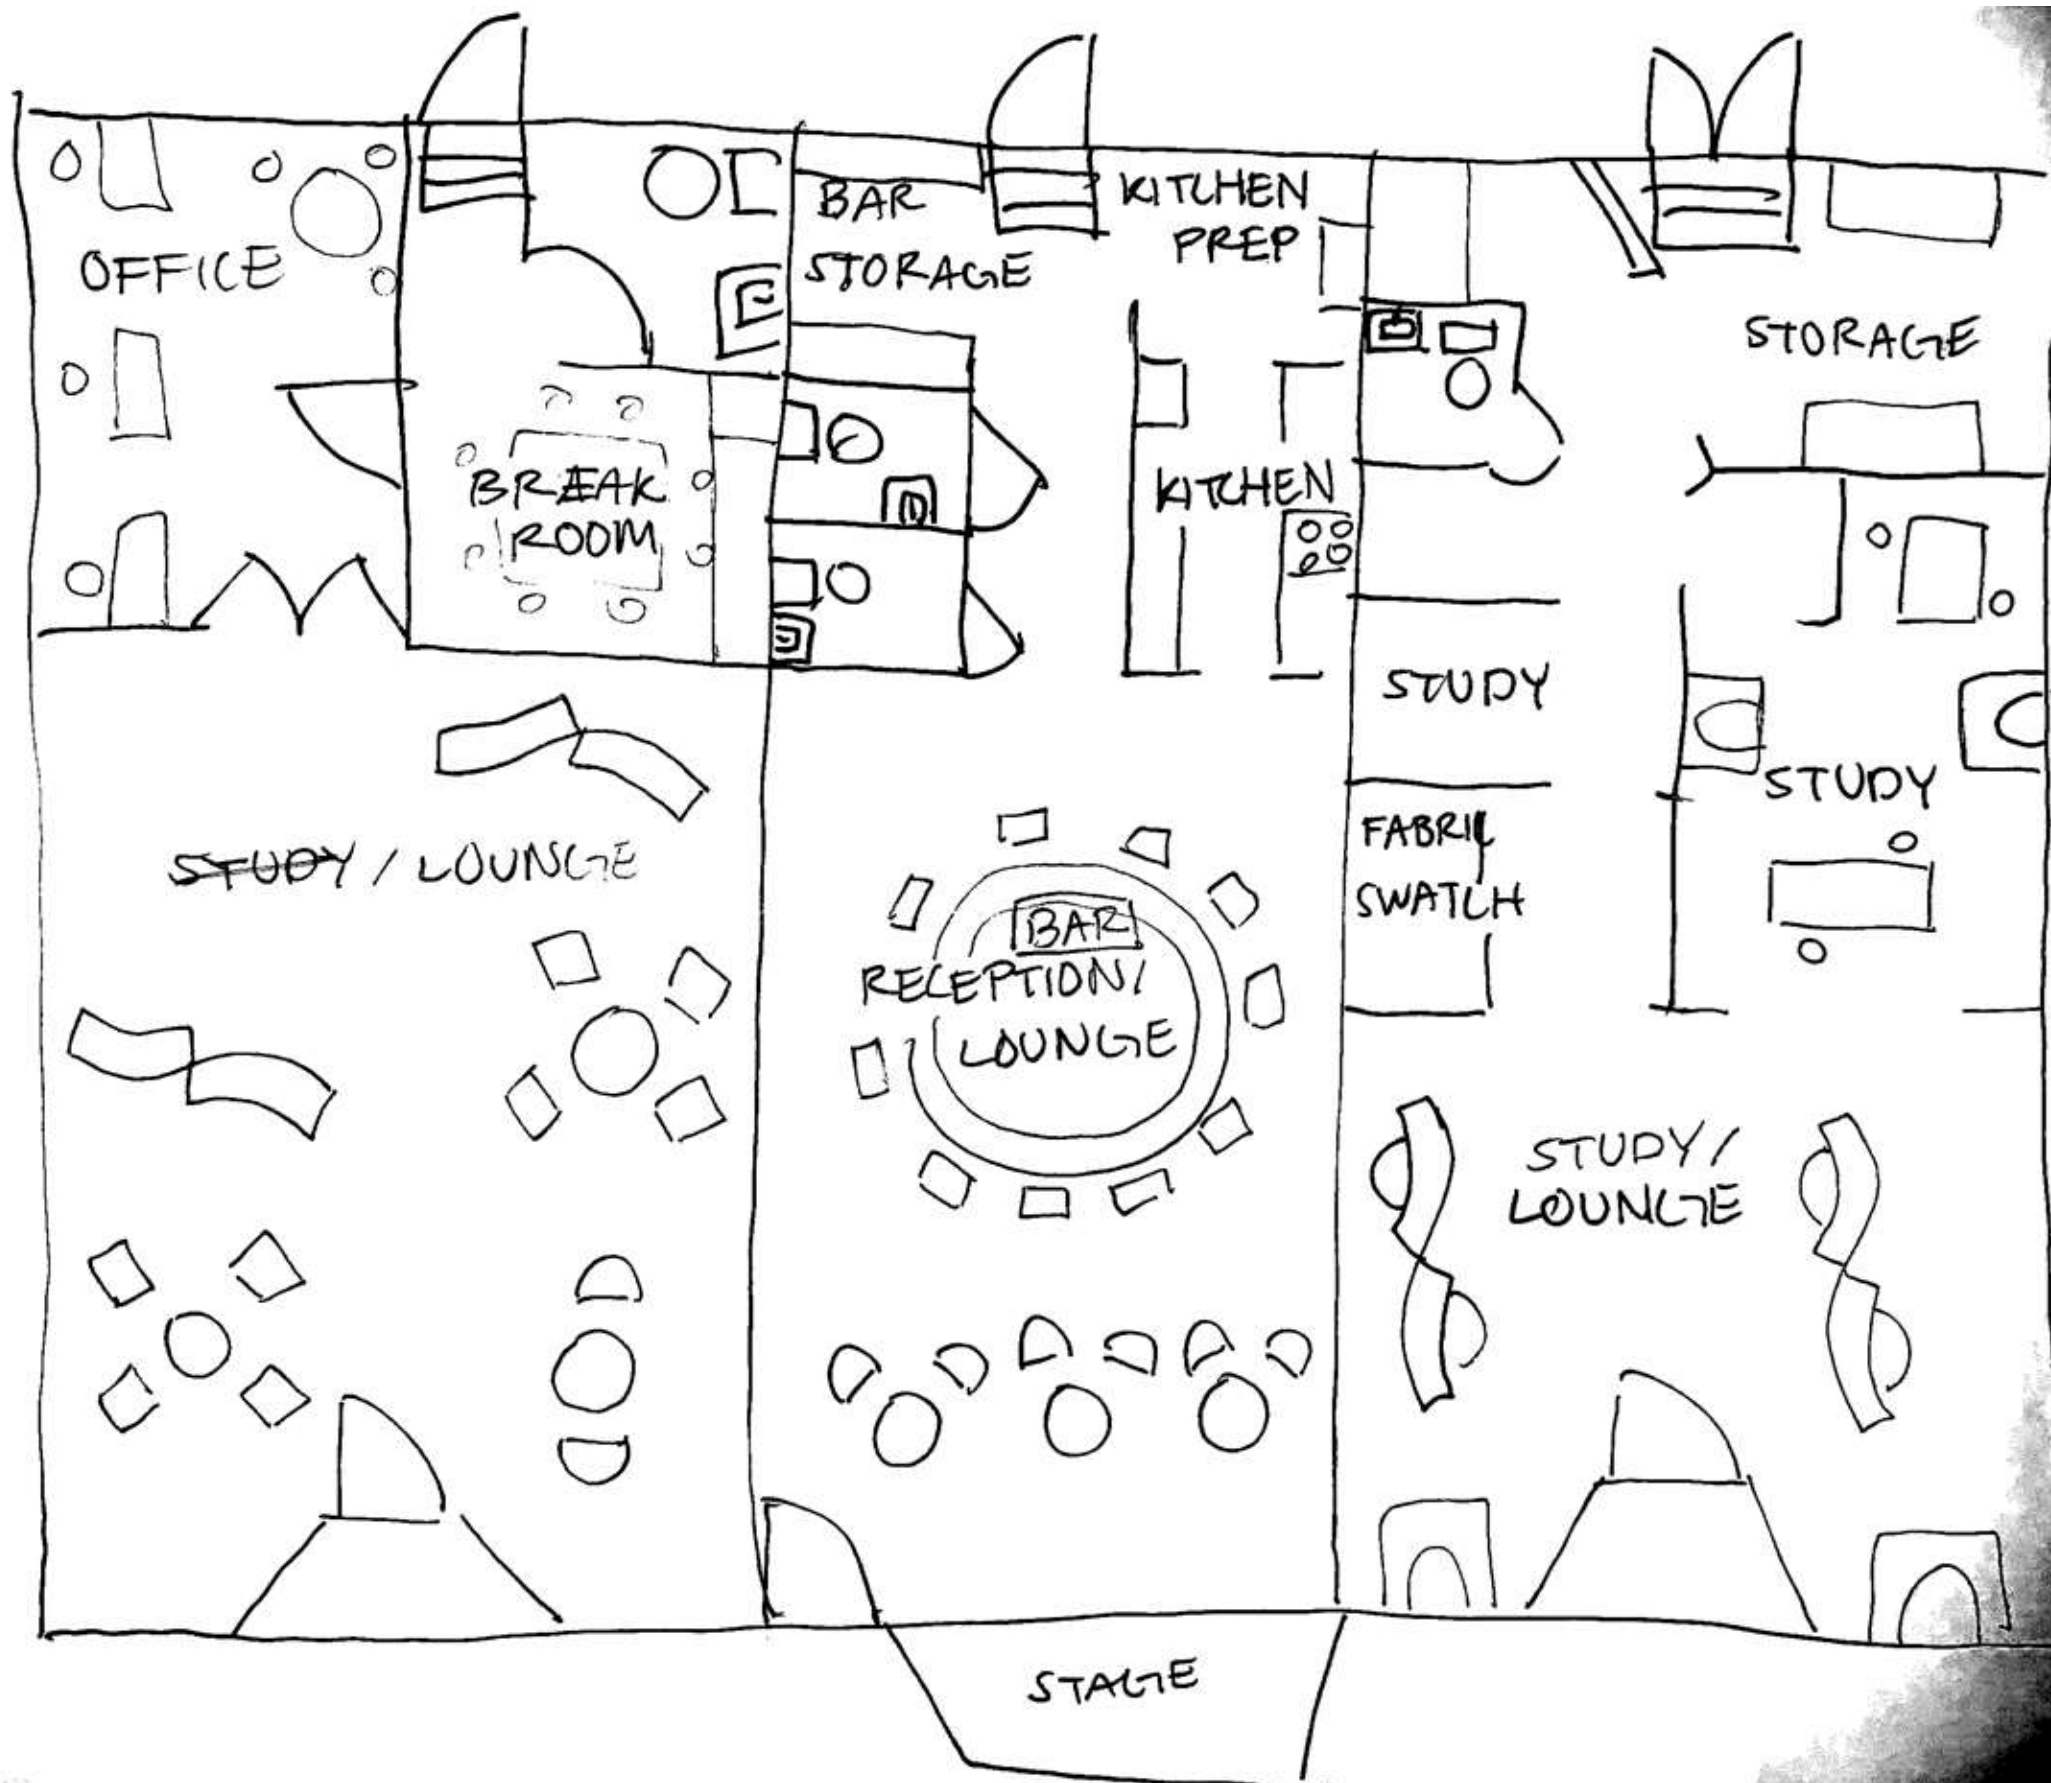 OFFICE
BAR
STORAGE
KITCHEN
PREP
STORAGE
BREAK
ROOM
KITCHEN
STUDY
STUDY
STUDY / LOUNGE
FABRIC
SWATCH
BAR
RECEPTION/
LOUNGE
STUDY/
LOUNGE
STAGE